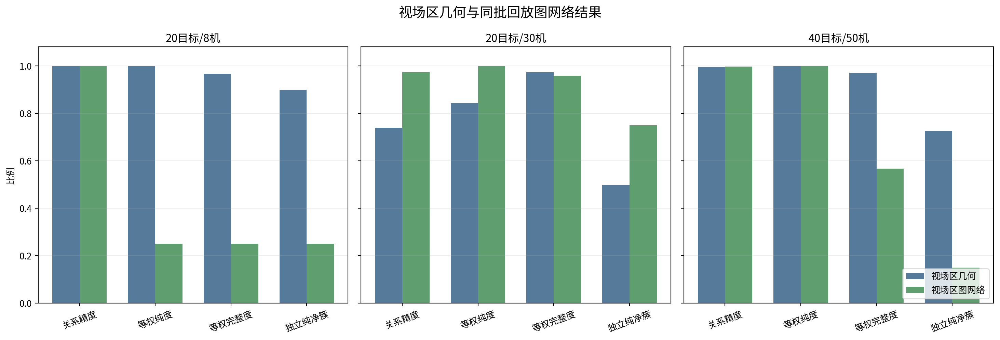 视场区几何与同批回放图网络结果
20目标/8机
20目标/30机
40目标/50机
比例
1.0
0.8
0.6
0.4
0.2
0.0
关系精度
等权纯度
等权完整度
独立纯净簇
关系精度
等权纯度
等权完整度
独立纯净簇
关系精度
等权纯度
等权完整度
独立纯净簇
视场区几何
视场区图网络